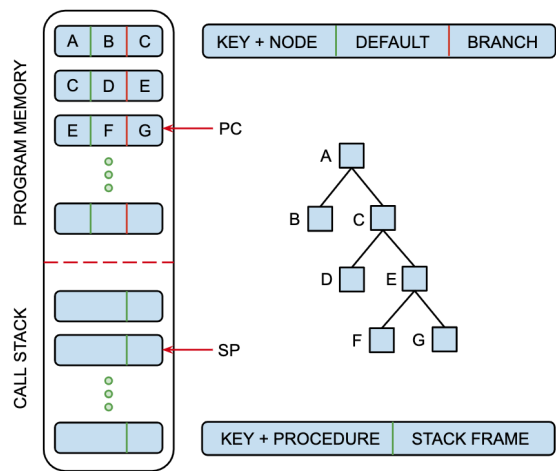 PROGRAM MEMORY
A B C
C D E
E F G
PC
CALL STACK
SP
KEY + NODE DEFAULT BRANCH
A
B C
D E
F G
KEY + PROCEDURE STACK FRAME